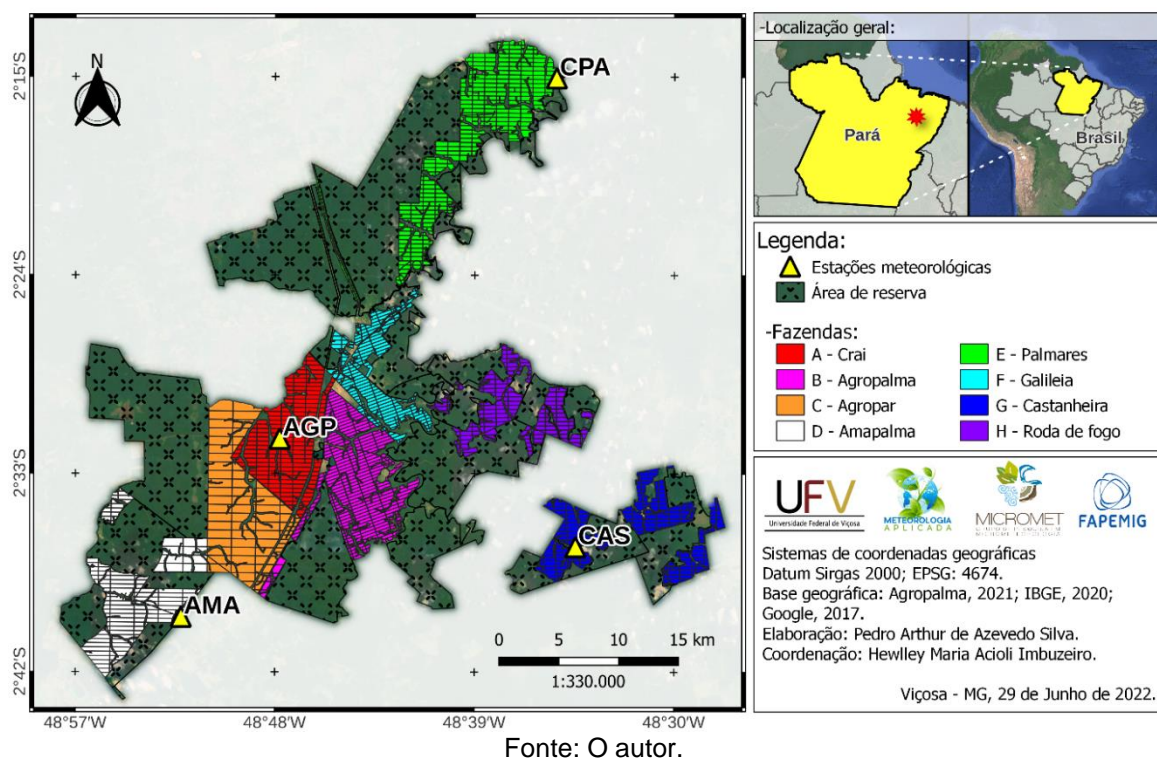 N
2°15'S
2°24'S
2°33'S
2°42'S
CPA
AGP
CAS
AMA
0 5 10 15 km
1:330.000
48°57'W 48°48'W 48°39'W 48°30'W
-Localização geral:
Pará
Brasil
Legenda:
Estações meteorológicas
Área de reserva
-Fazendas:
A - Crai
B - Agropalma
C - Agropar
D - Amapalma
E - Palmares
F - Galileia
G - Castanheira
H - Roda de fogo
UFV
Universidade Federal de Viçosa
METEOROLOGIA
APLICADA
MICROMET
FAPEMIG
Sistemas de coordenadas geográficas
Datum Sirgas 2000; EPSG: 4674.
Base geográfica: Agropalma, 2021; IBGE, 2020;
Google, 2017.
Elaboração: Pedro Arthur de Azevedo Silva.
Coordenação: Hewlley Maria Acioli Imbuzeiro.
Viçosa - MG, 29 de Junho de 2022.
Fonte: O autor.